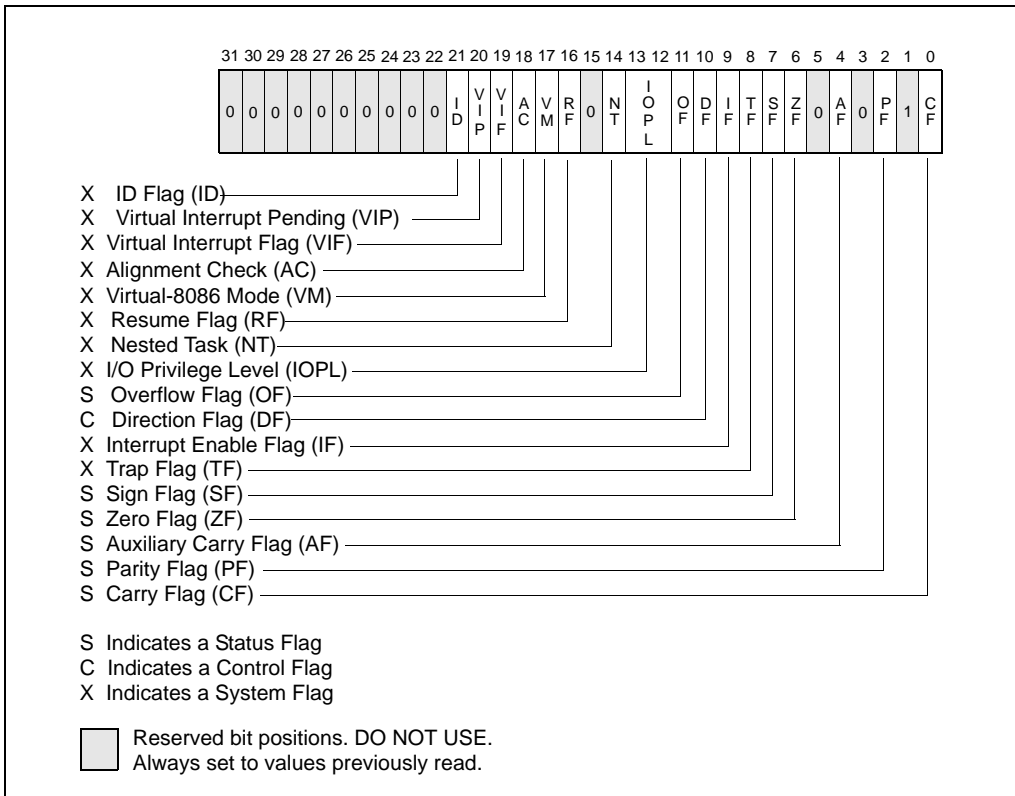 31 30 29 28 27 26 25 24 23 22 21 20 19 18 17 16 15 14 13 12 11 10 9 8 7 6 5 4 3 2 1 0
0 0 0 0 0 0 0 0 0 0 ID VIP VIF AC VM RF 0 NT IOPL OF DF IF TF SF ZF 0 AF 0 PF 1 CF
X ID Flag (ID)
X Virtual Interrupt Pending (VIP)
X Virtual Interrupt Flag (VIF)
X Alignment Check (AC)
X Virtual-8086 Mode (VM)
X Resume Flag (RF)
X Nested Task (NT)
X I/O Privilege Level (IOPL)
S Overflow Flag (OF)
C Direction Flag (DF)
X Interrupt Enable Flag (IF)
X Trap Flag (TF)
S Sign Flag (SF)
S Zero Flag (ZF)
S Auxiliary Carry Flag (AF)
S Parity Flag (PF)
S Carry Flag (CF)
S Indicates a Status Flag
C Indicates a Control Flag
X Indicates a System Flag
Reserved bit positions. DO NOT USE.
Always set to values previously read.